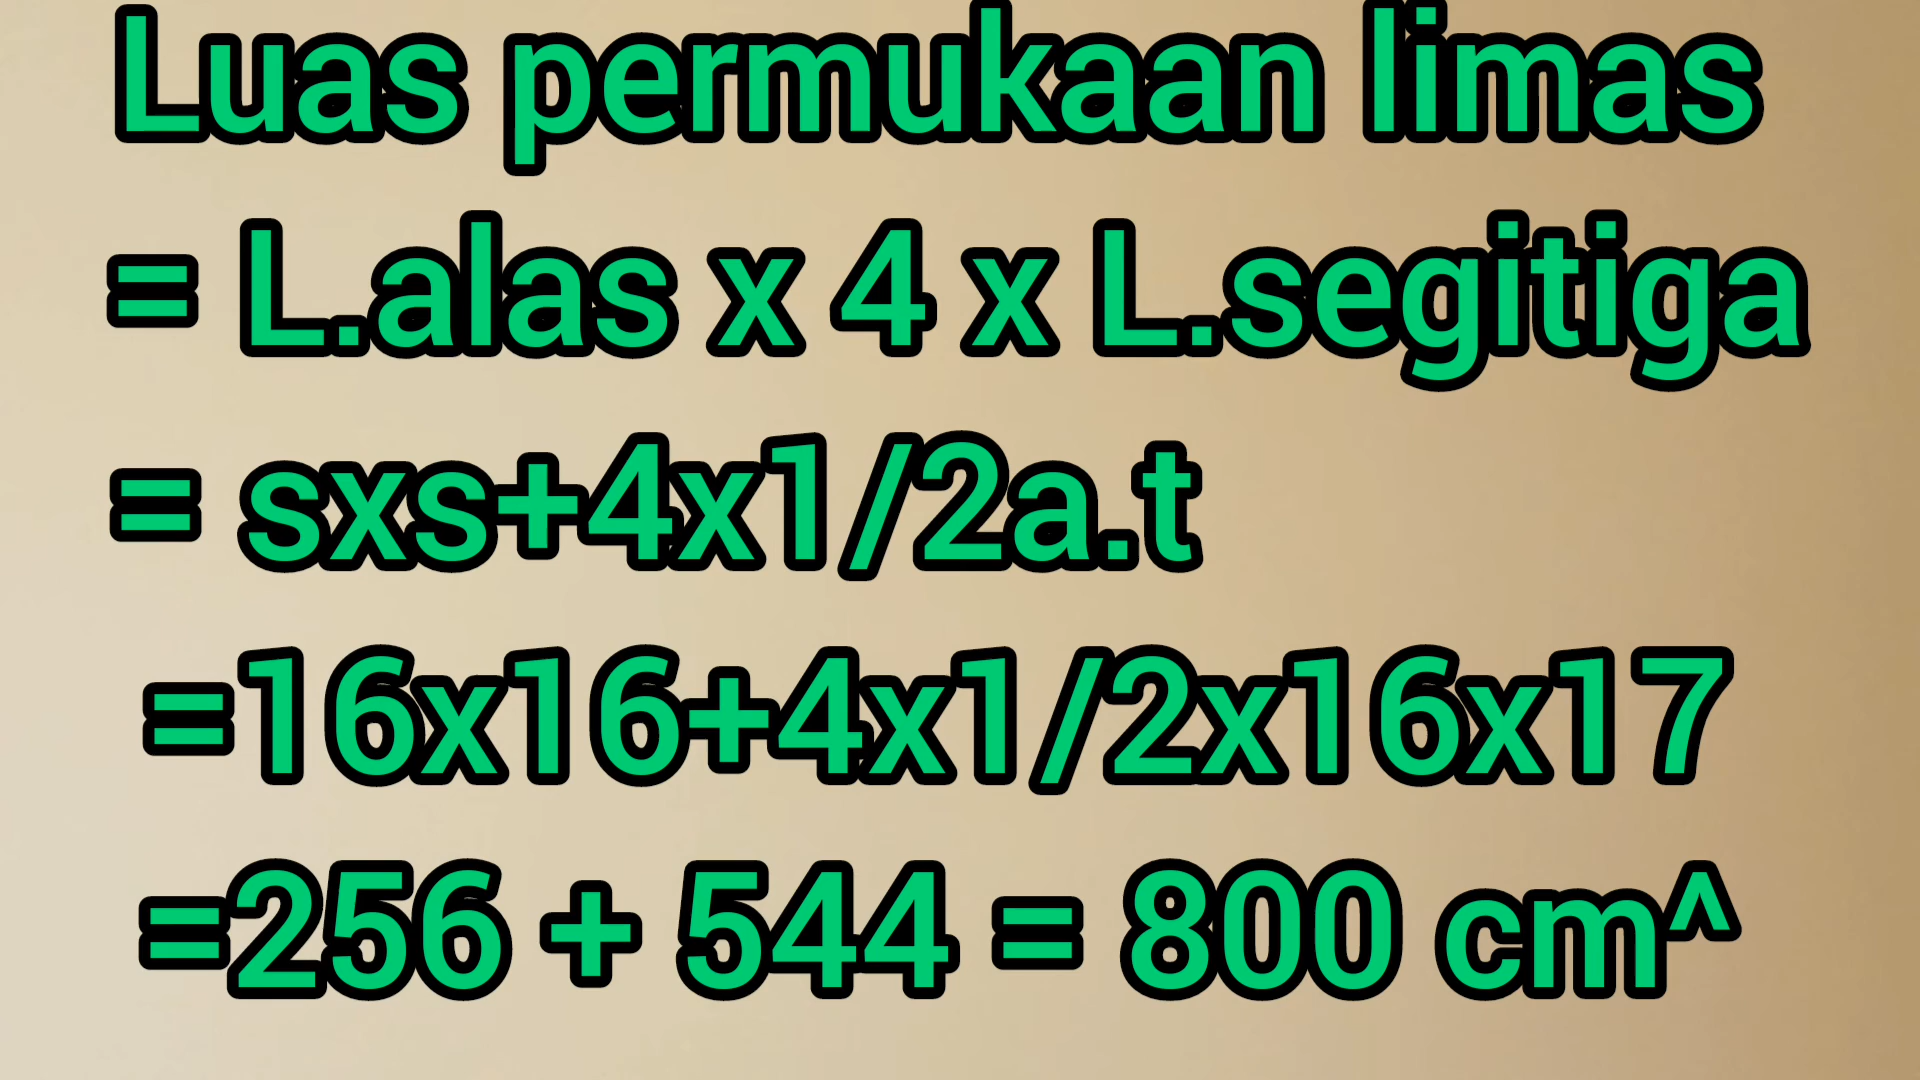 Luas permukaan limas
= L.alas x 4 x L.segitiga
= sxs+4x1/2a.t
=16x16+4x1/2x16x17
=256 + 544 = 800 cm^